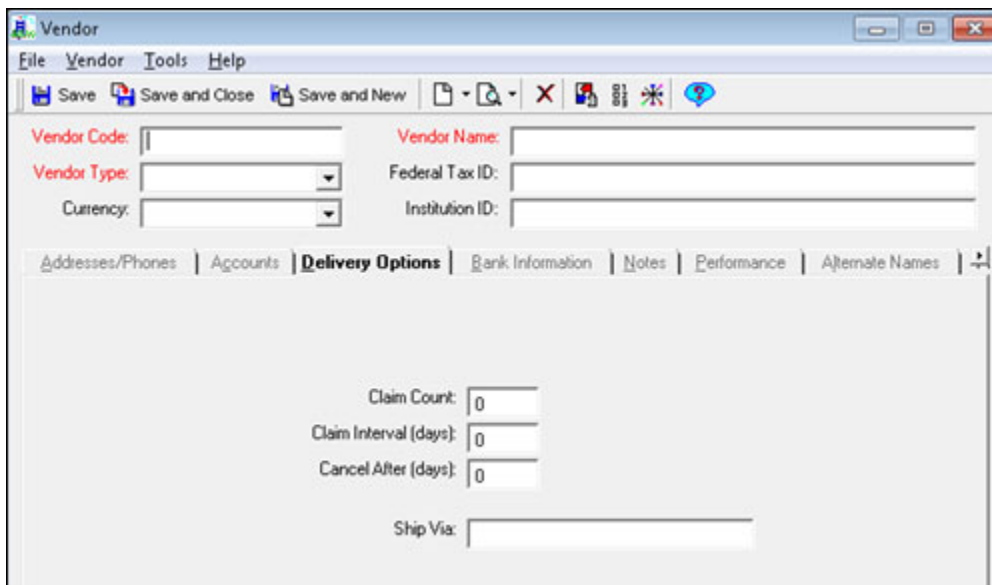 Vendor
File Vendor Tools Help
Save Save and Close Save and New
Vendor Code: Vendor Name:
Vendor Type: Federal Tax ID:
Currency: Institution ID:
Addresses/Phones Accounts Delivery Options Bank Information Notes Performance Alternate Names
Claim Count: 0
Claim Interval (days): 0
Cancel After (days): 0
Ship Via: